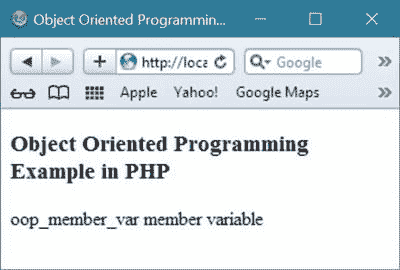 Object Oriented Programmin...
http://loca
Google
Apple Yahoo! Google Maps
Object Oriented Programming
Example in PHP
oop_member_var member variable